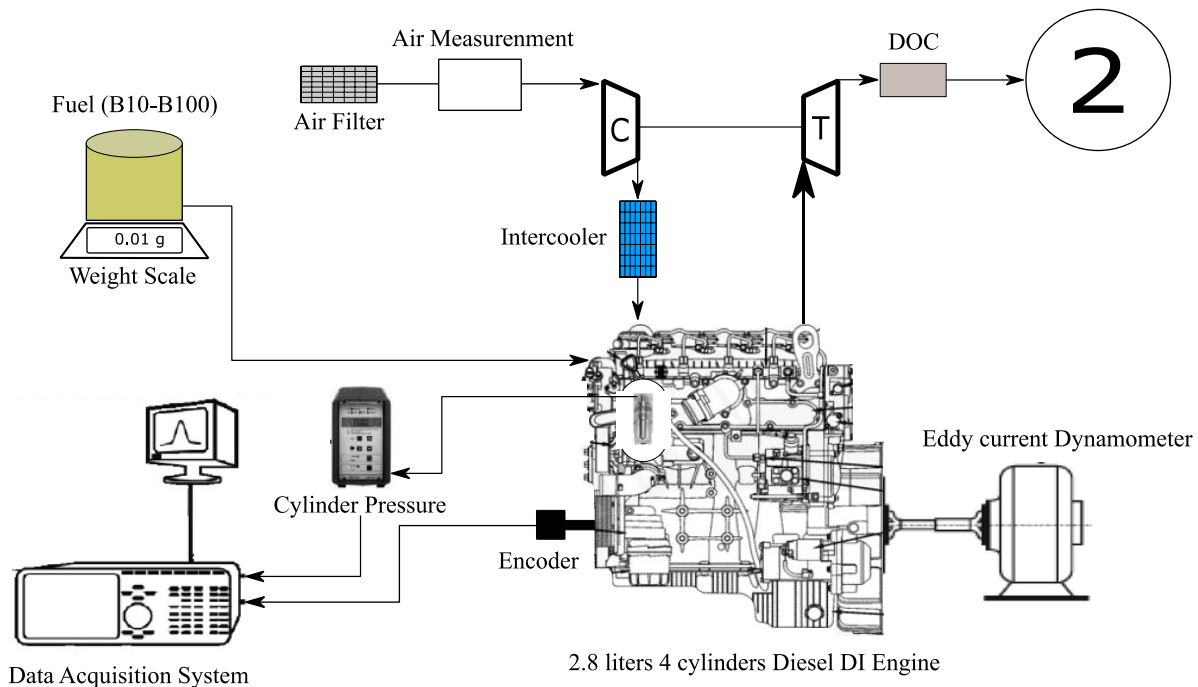 Air Measurenment
DOC
2
Fuel (B10-B100)
Air Filter
C
T
0.01 g
Weight Scale
Intercooler
Eddy current Dynamometer
Cylinder Pressure
Encoder
Data Acquisition System
2.8 liters 4 cylinders Diesel DI Engine